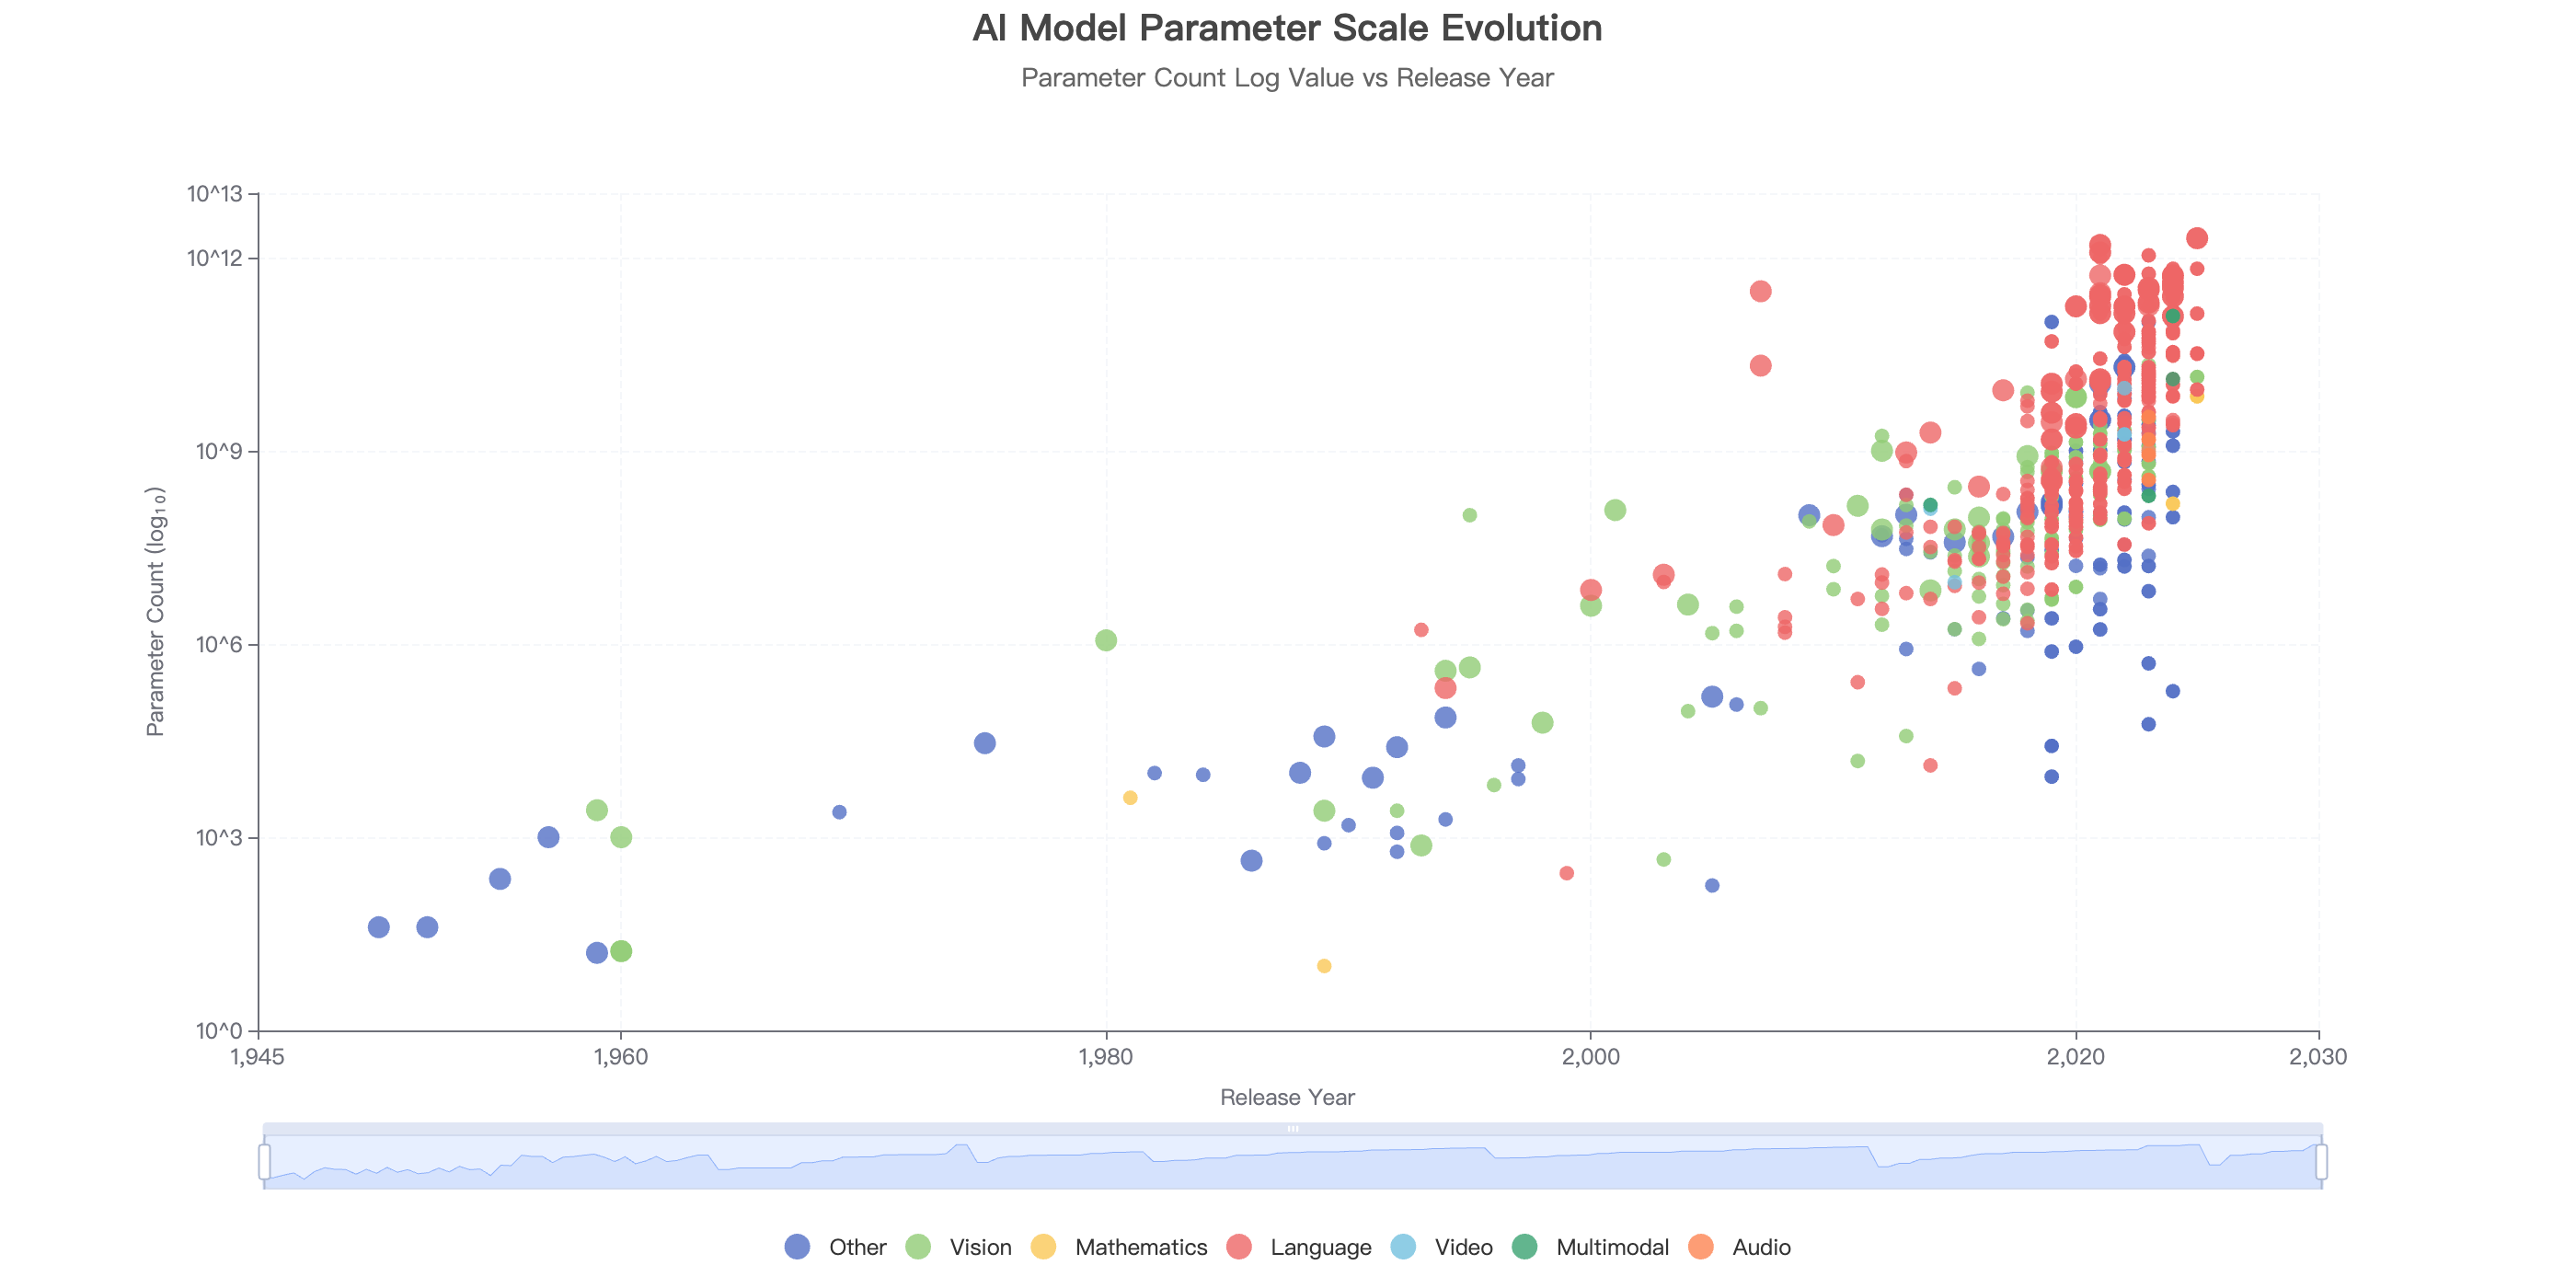 AI Model Parameter Scale Evolution
Parameter Count Log Value vs Release Year
10^13
10^12
10^9
10^6
10^3
10^0
Parameter Count (log₁₀)
1,945 1,960 1,980 2,000 2,020 2,030
Release Year
Other Vision Mathematics Language Video Multimodal Audio